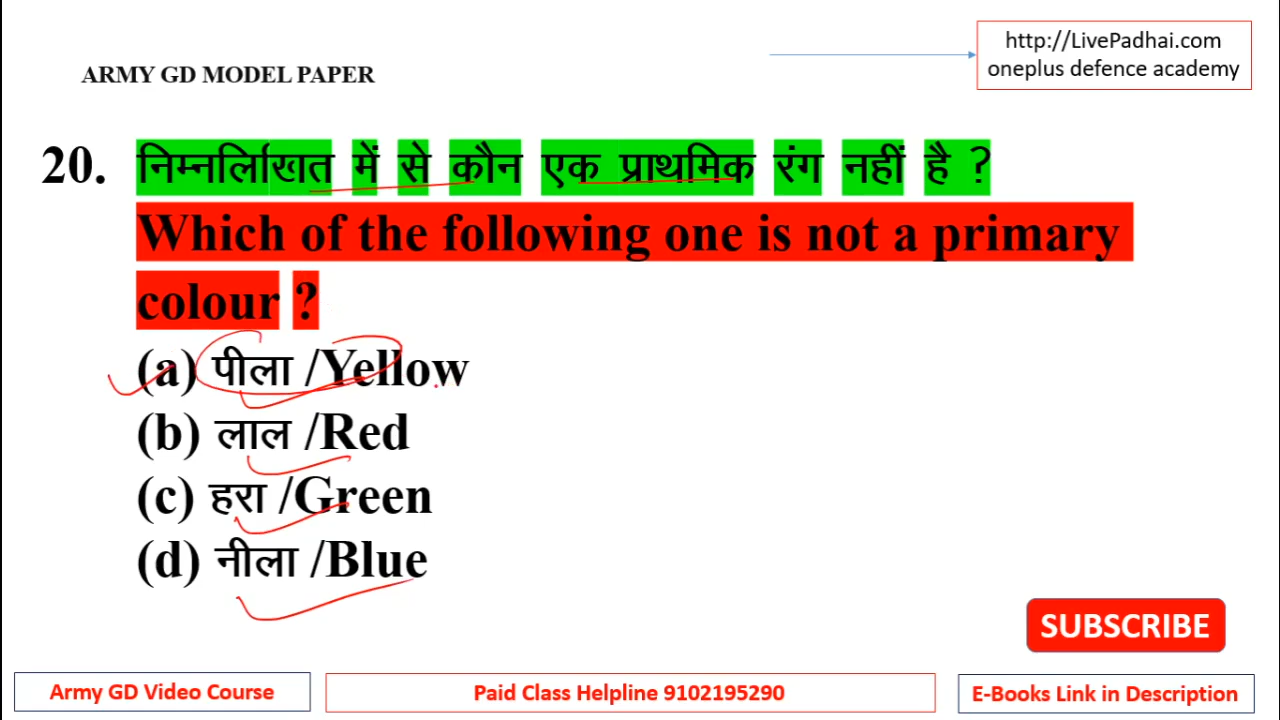 http://LivePadhai.com
oneplus defence academy
ARMY GD MODEL PAPER
20. निम्नलिखित में से कौन एक प्राथमिक रंग नहीं है ?
Which of the following one is not a primary
colour ?
(a) पीला /Yellow
(b) लाल /Red
(c) हरा /Green
(d) नीला /Blue
SUBSCRIBE
Army GD Video Course
Paid Class Helpline 9102195290
E-Books Link in Description